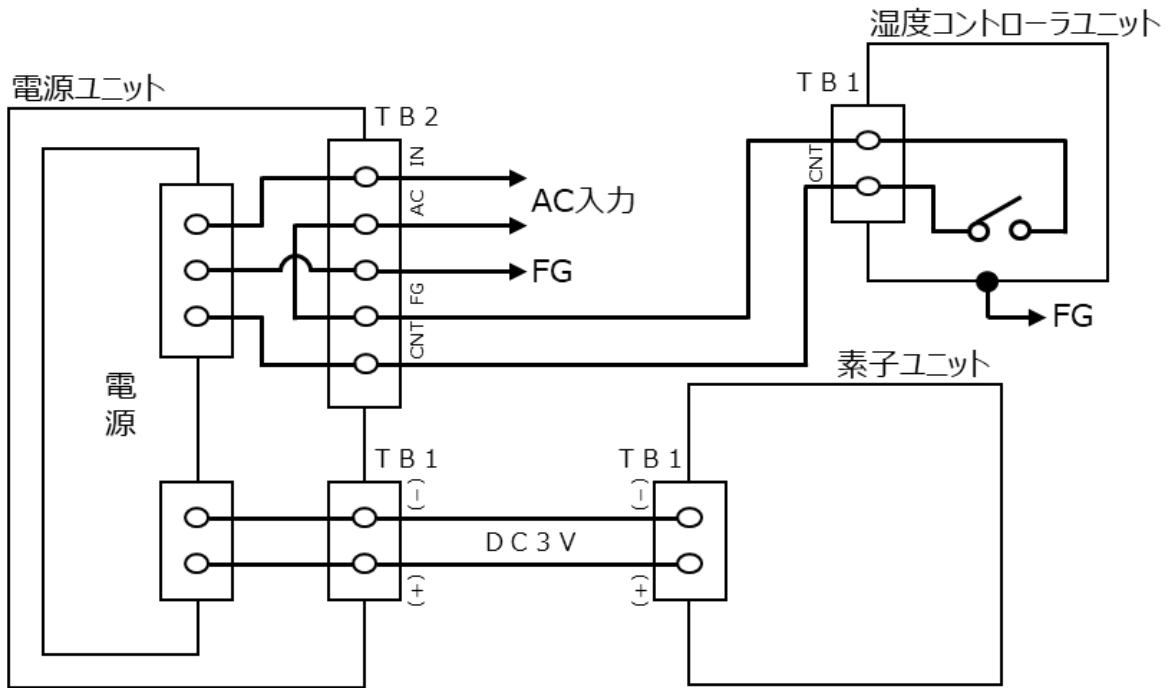 湿度コントローラユニット
電源ユニット
ＴＢ１
ＴＢ２
IN
CNT
AC
AC入力
FG
FG
FG
CNT
素子ユニット
電源
ＴＢ１
ＴＢ１
(−)
(−)
ＤＣ３Ｖ
(+)
(+)